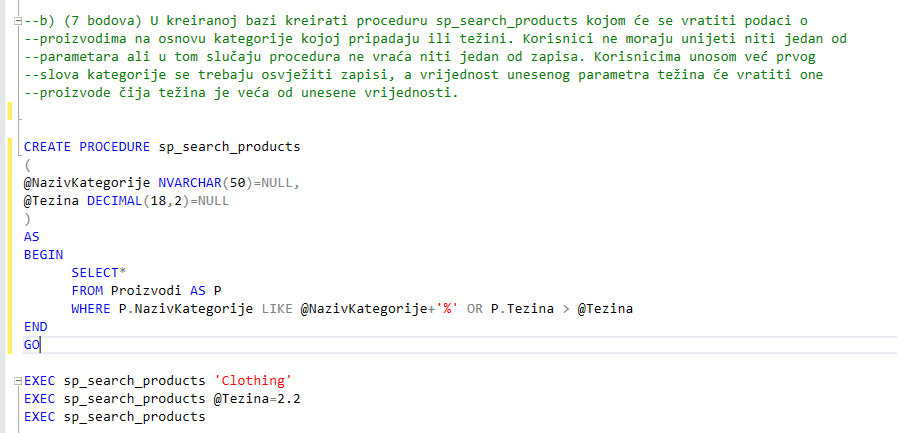 --b) (7 bodova) U kreiranoj bazi kreirati proceduru sp_search_products kojom će se vratiti podaci o
--proizvodima na osnovu kategorije kojoj pripadaju ili težini. Korisnici ne moraju unijeti niti jedan od
--parametara ali u tom slučaju procedura ne vraća niti jedan od zapisa. Korisnicima unosom već prvog
--slova kategorije se trebaju osvježiti zapisi, a vrijednost unesenog parametra težina će vratiti one
--proizvode čija težina je veća od unesene vrijednosti.
CREATE PROCEDURE sp_search_products
(
@NazivKategorije NVARCHAR(50)=NULL,
@Tezina DECIMAL(18,2)=NULL
)
AS
BEGIN
SELECT*
FROM Proizvodi AS P
WHERE P.NazivKategorije LIKE @NazivKategorije+'%' OR P.Tezina > @Tezina
END
GO
EXEC sp_search_products 'Clothing'
EXEC sp_search_products @Tezina=2.2
EXEC sp_search_products